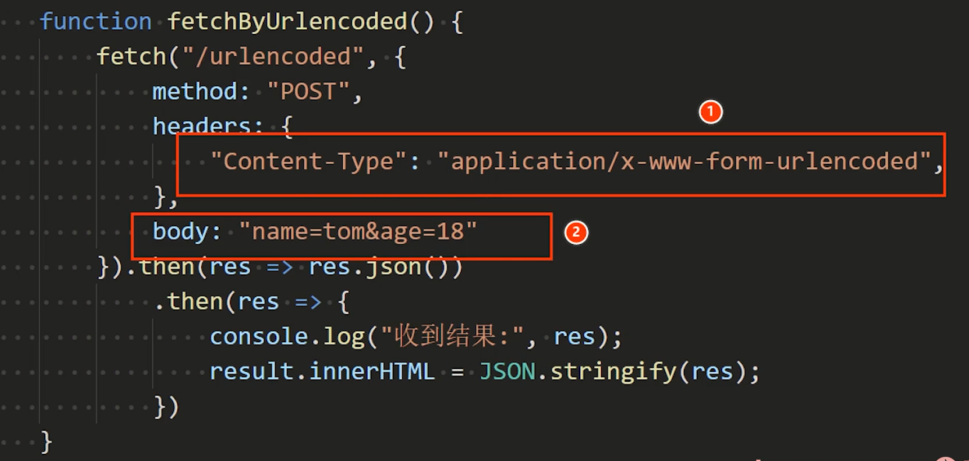 function fetchByUrlencoded() {
fetch("/urlencoded", {
method: "POST",
headers: {
①
"Content-Type": "application/x-www-form-urlencoded",
},
body: "name=tom&age=18"
②
}).then(res => res.json())
.then(res => {
console.log("收到结果:", res);
result.innerHTML = JSON.stringify(res);
})
}